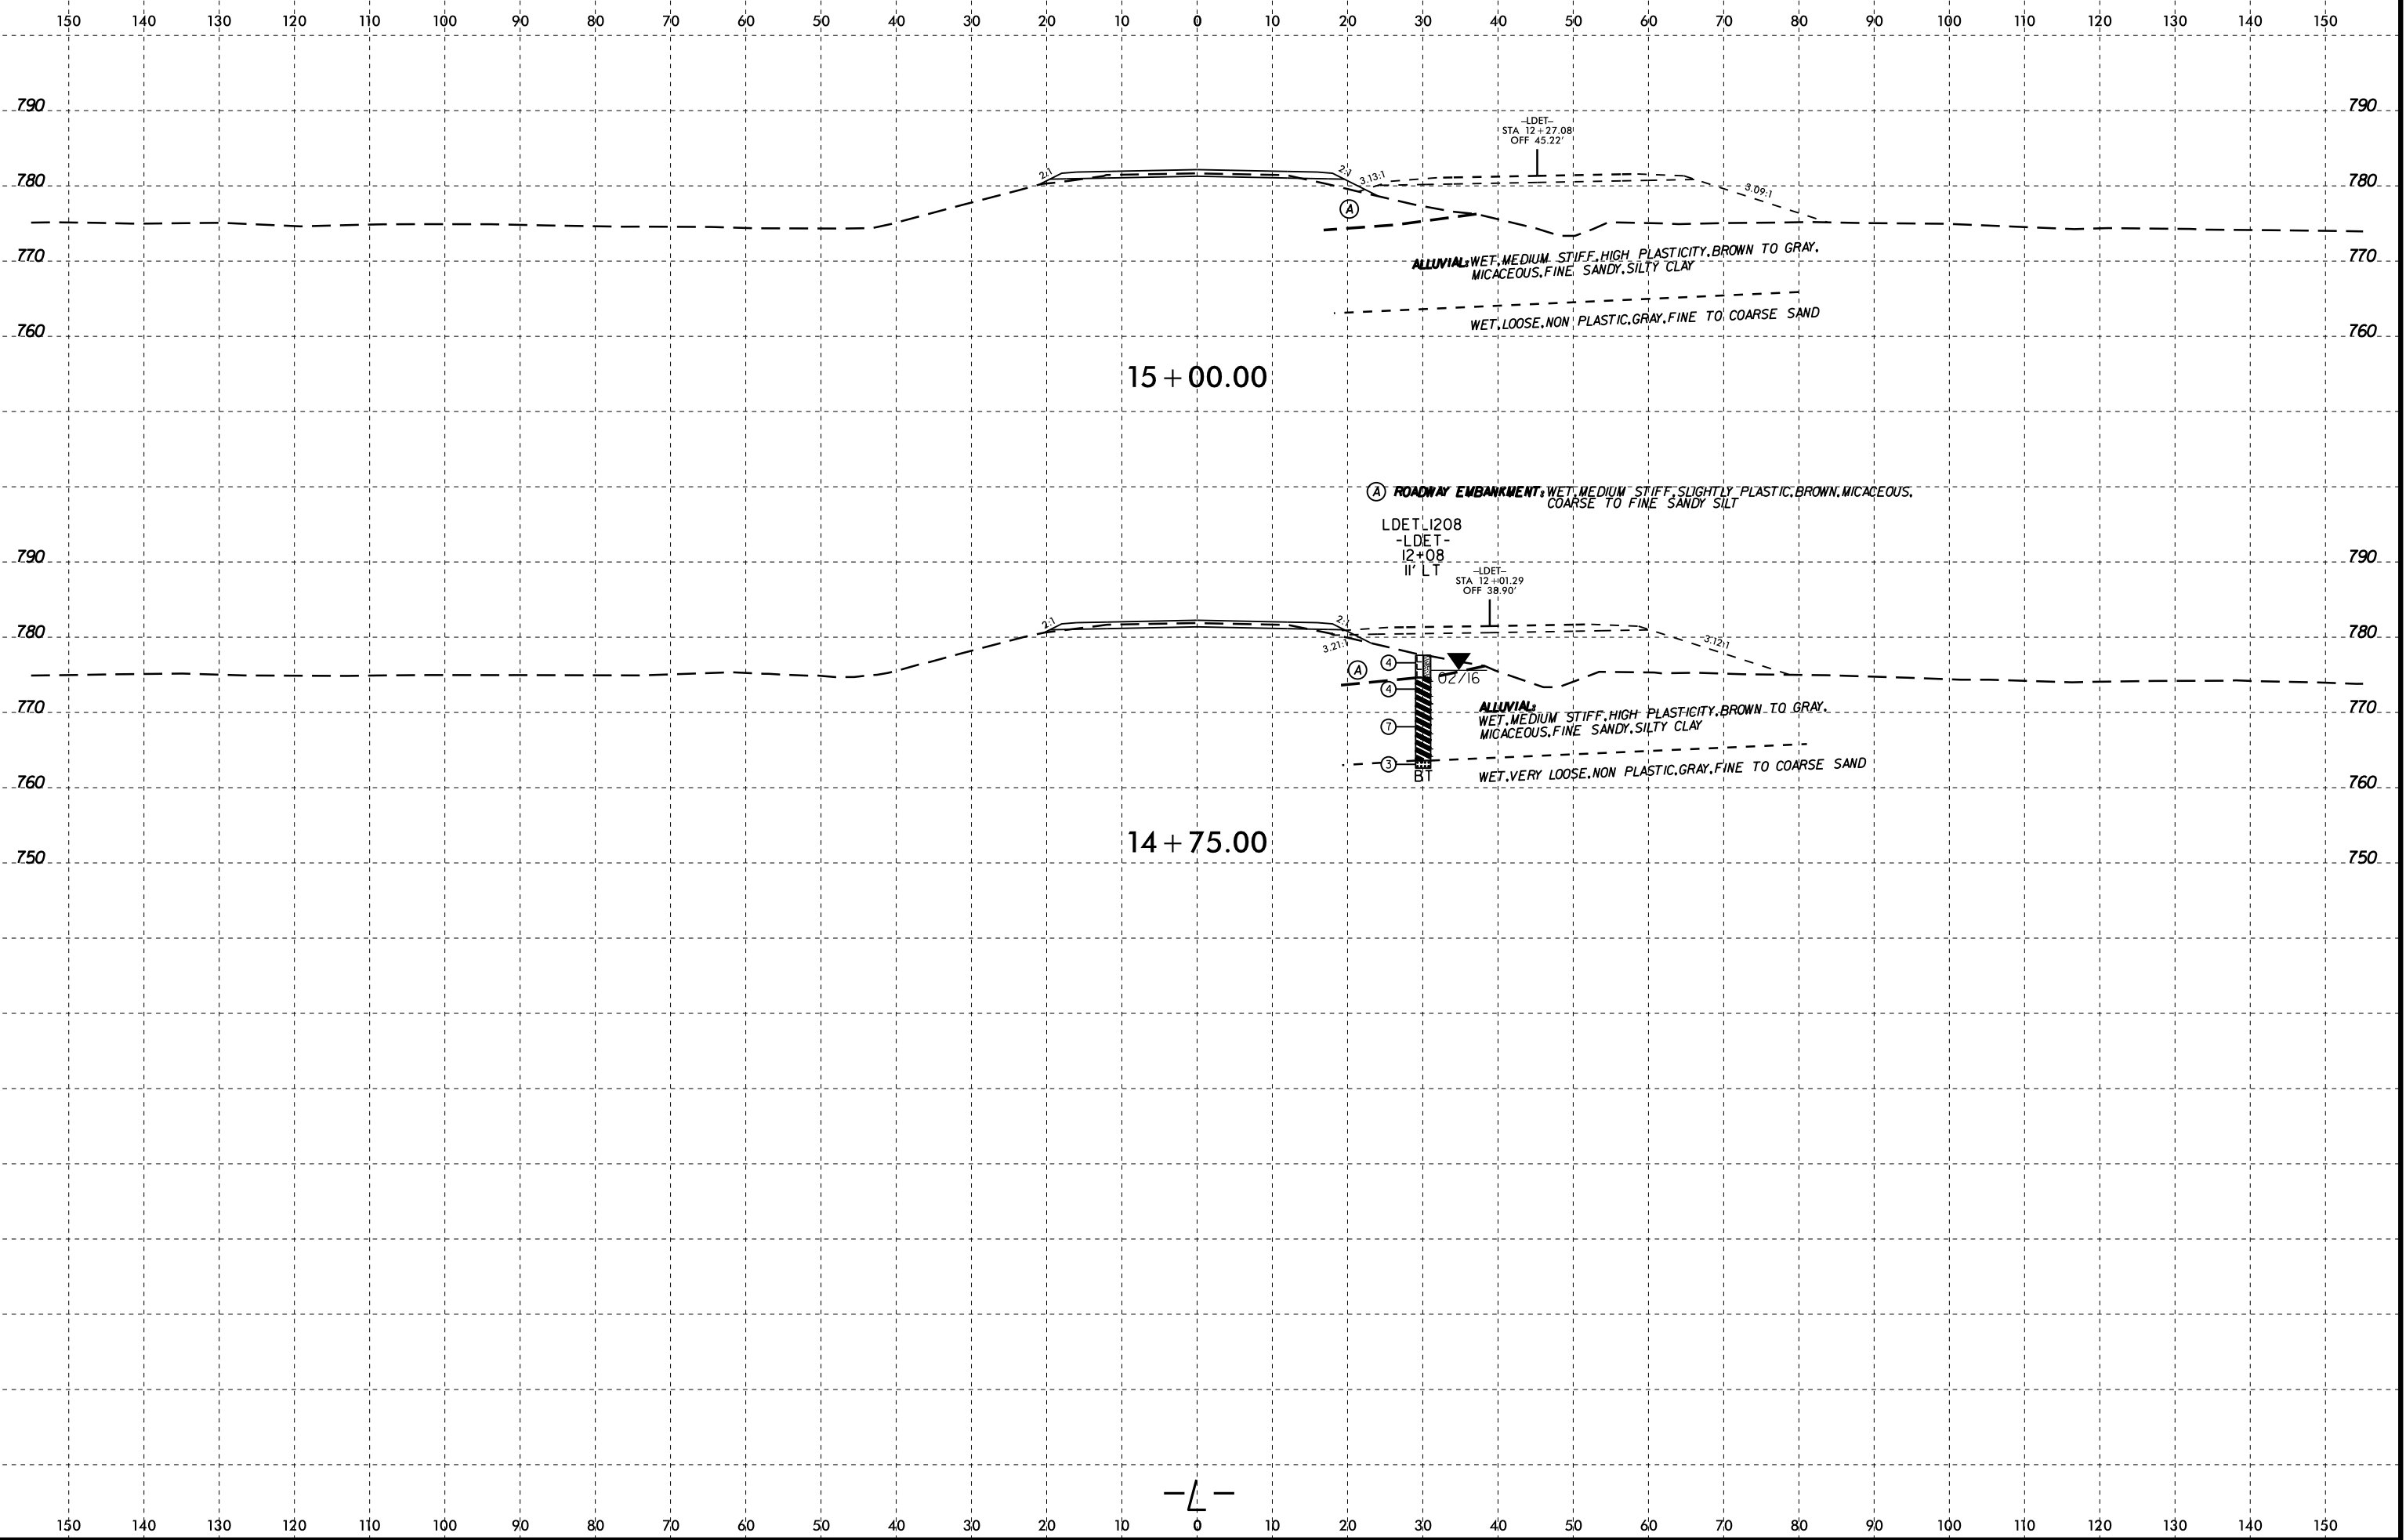 150 140 130 120 110 100 90 80 70 60 50 40 30 20 10 0 10 20 30 40 50 60 70 80 90 100 110 120 130 140 150
790 790
-LDET-
STA 12+27.08
OFF 45.22'
780 2:1 2:1 3.13:1 3.09:1 780
A
770 770
ALLUVIAL: WET, MEDIUM STIFF, HIGH PLASTICITY, BROWN TO GRAY,
MICACEOUS, FINE SANDY, SILTY CLAY
WET, LOOSE, NON PLASTIC, GRAY, FINE TO COARSE SAND
760 760
15+00.00
A ROADWAY EMBANKMENT: WET, MEDIUM STIFF, SLIGHTLY PLASTIC, BROWN, MICACEOUS,
COARSE TO FINE SANDY SILT
LDET_1208
-LDET-
12+08
11' LT
790 790
-LDET-
STA 12+01.29
OFF 38.90'
780 2:1 2:1 3.21:1 3.12:1 780
A 4
02/16
4
770 770
ALLUVIAL:
WET, MEDIUM STIFF, HIGH PLASTICITY, BROWN TO GRAY,
MICACEOUS, FINE SANDY, SILTY CLAY
7
3
BT
WET, VERY LOOSE, NON PLASTIC, GRAY, FINE TO COARSE SAND
760 760
14+75.00
750 750
-L-
150 140 130 120 110 100 90 80 70 60 50 40 30 20 10 0 10 20 30 40 50 60 70 80 90 100 110 120 130 140 150